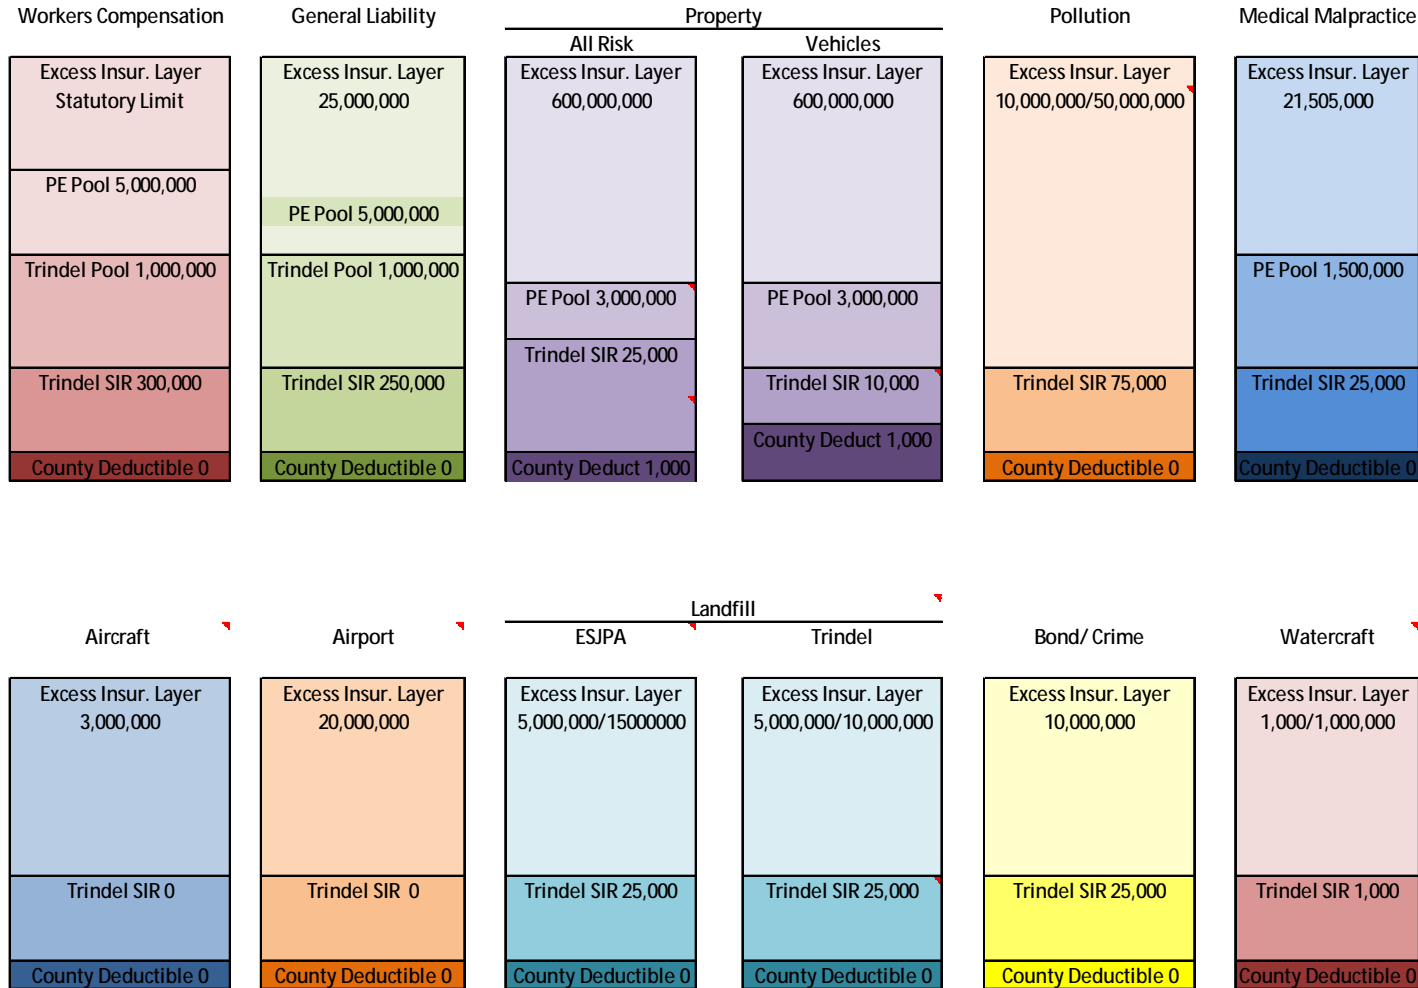 Workers Compensation
General Liability
Property
Pollution
Medical Malpractice
All Risk
Vehicles
Excess Insur. Layer
Statutory Limit
PE Pool 5,000,000
Trindel Pool 1,000,000
Trindel SIR 300,000
County Deductible 0
Excess Insur. Layer
25,000,000
PE Pool 5,000,000
Trindel Pool 1,000,000
Trindel SIR 250,000
County Deductible 0
Excess Insur. Layer
600,000,000
PE Pool 3,000,000
Trindel SIR 25,000
County Deduct 1,000
Excess Insur. Layer
600,000,000
PE Pool 3,000,000
Trindel SIR 10,000
County Deduct 1,000
Excess Insur. Layer
10,000,000/50,000,000
Trindel SIR 75,000
County Deductible 0
Excess Insur. Layer
21,505,000
PE Pool 1,500,000
Trindel SIR 25,000
County Deductible 0
Landfill
Aircraft
Airport
ESJPA
Trindel
Bond/ Crime
Watercraft
Excess Insur. Layer
3,000,000
Trindel SIR 0
County Deductible 0
Excess Insur. Layer
20,000,000
Trindel SIR 0
County Deductible 0
Excess Insur. Layer
5,000,000/15000000
Trindel SIR 25,000
County Deductible 0
Excess Insur. Layer
5,000,000/10,000,000
Trindel SIR 25,000
County Deductible 0
Excess Insur. Layer
10,000,000
Trindel SIR 25,000
County Deductible 0
Excess Insur. Layer
1,000/1,000,000
Trindel SIR 1,000
County Deductible 0